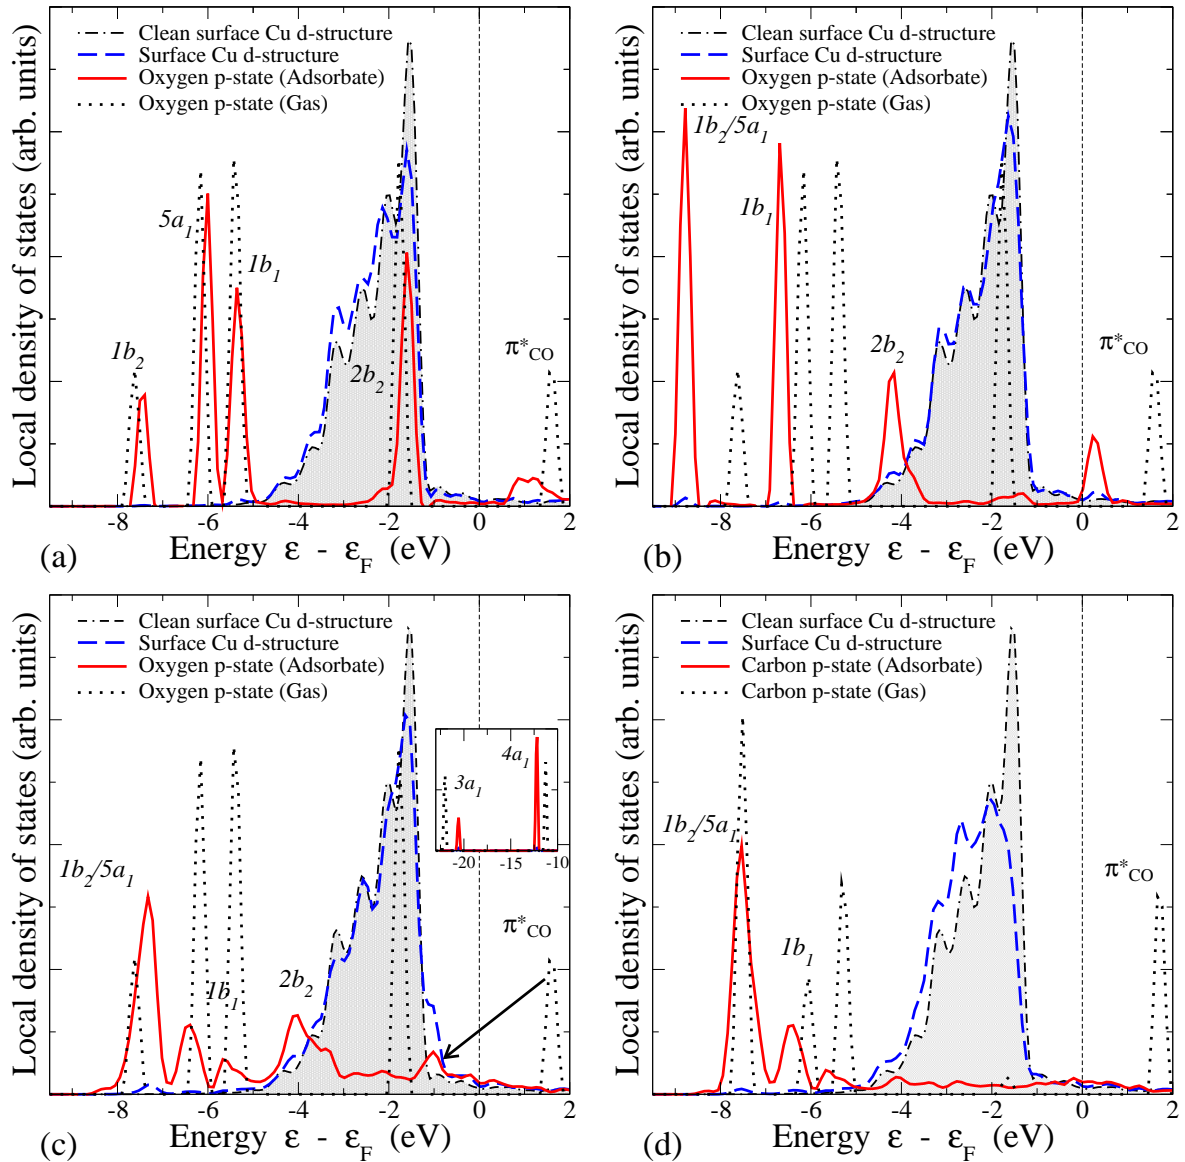 Clean surface Cu d-structure
Surface Cu d-structure
Oxygen p-state (Adsorbate)
Oxygen p-state (Gas)
Local density of states (arb. units)
5a₁
1b₁
1b₂
2b₂
π*CO
-8 -6 -4 -2 0 2
(a) Energy ε - ε_F (eV)
Clean surface Cu d-structure
Surface Cu d-structure
Oxygen p-state (Adsorbate)
Oxygen p-state (Gas)
Local density of states (arb. units)
1b₂/5a₁
1b₁
2b₂
π*CO
-8 -6 -4 -2 0 2
(b) Energy ε - ε_F (eV)
Clean surface Cu d-structure
Surface Cu d-structure
Oxygen p-state (Adsorbate)
Oxygen p-state (Gas)
Local density of states (arb. units)
4a₁
3a₁
-20 -15 -10
1b₂/5a₁
π*CO
1b₁
2b₂
-8 -6 -4 -2 0 2
(c) Energy ε - ε_F (eV)
Clean surface Cu d-structure
Surface Cu d-structure
Carbon p-state (Adsorbate)
Carbon p-state (Gas)
Local density of states (arb. units)
1b₂/5a₁
π*CO
1b₁
-8 -6 -4 -2 0 2
(d) Energy ε - ε_F (eV)